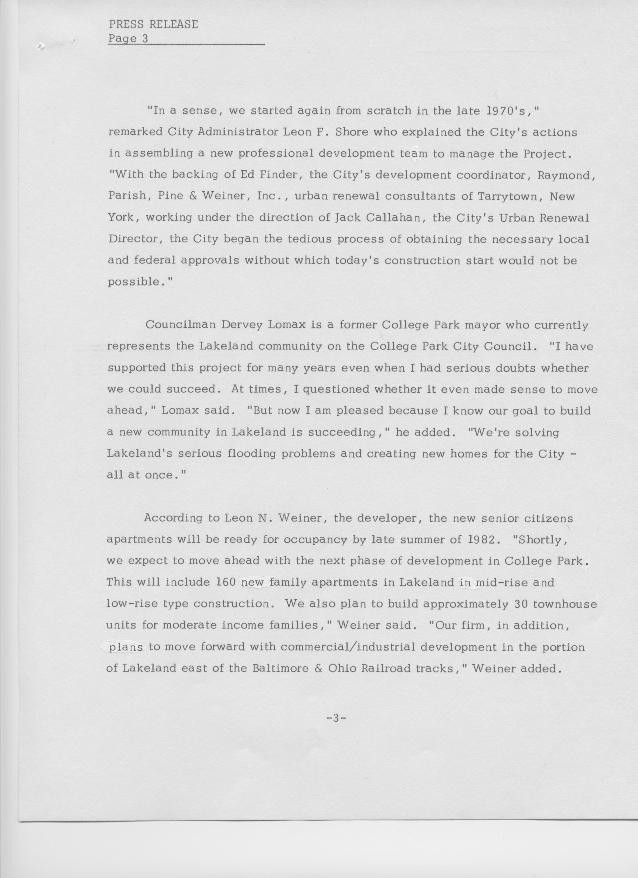 PRESS RELEASE
Page 3
"In a sense, we started again from scratch in the late 1970's,"
remarked City Administrator Leon F. Shore who explained the City's actions
in assembling a new professional development team to manage the Project.
"With the backing of Ed Finder, the City's development coordinator, Raymond,
Parish, Pine & Weiner, Inc., urban renewal consultants of Tarrytown, New
York, working under the direction of Jack Callahan, the City's Urban Renewal
Director, the City began the tedious process of obtaining the necessary local
and federal approvals without which today's construction start would not be
possible."
Councilman Dervey Lomax is a former College Park mayor who currently
represents the Lakeland community on the College Park City Council. "I have
supported this project for many years even when I had serious doubts whether
we could succeed. At times, I questioned whether it even made sense to move
ahead," Lomax said. "But now I am pleased because I know our goal to build
a new community in Lakeland is succeeding," he added. "We're solving
Lakeland's serious flooding problems and creating new homes for the City -
all at once."
According to Leon N. Weiner, the developer, the new senior citizens
apartments will be ready for occupancy by late summer of 1982. "Shortly,
we expect to move ahead with the next phase of development in College Park.
This will include 160 new family apartments in Lakeland in mid-rise and
low-rise type construction. We also plan to build approximately 30 townhouse
units for moderate income families," Weiner said. "Our firm, in addition,
plans to move forward with commercial/industrial development in the portion
of Lakeland east of the Baltimore & Ohio Railroad tracks," Weiner added.
-3-